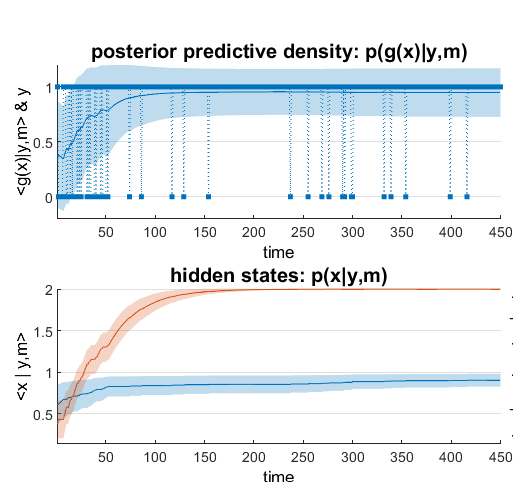 posterior predictive density: p(g(x)|y,m)
<g(x)|y,m> & y
1
0.5
0
50 100 150 200 250 300 350 400 450
time
hidden states: p(x|y,m)
<x | y,m>
2
1.5
1
0.5
50 100 150 200 250 300 350 400 450
time